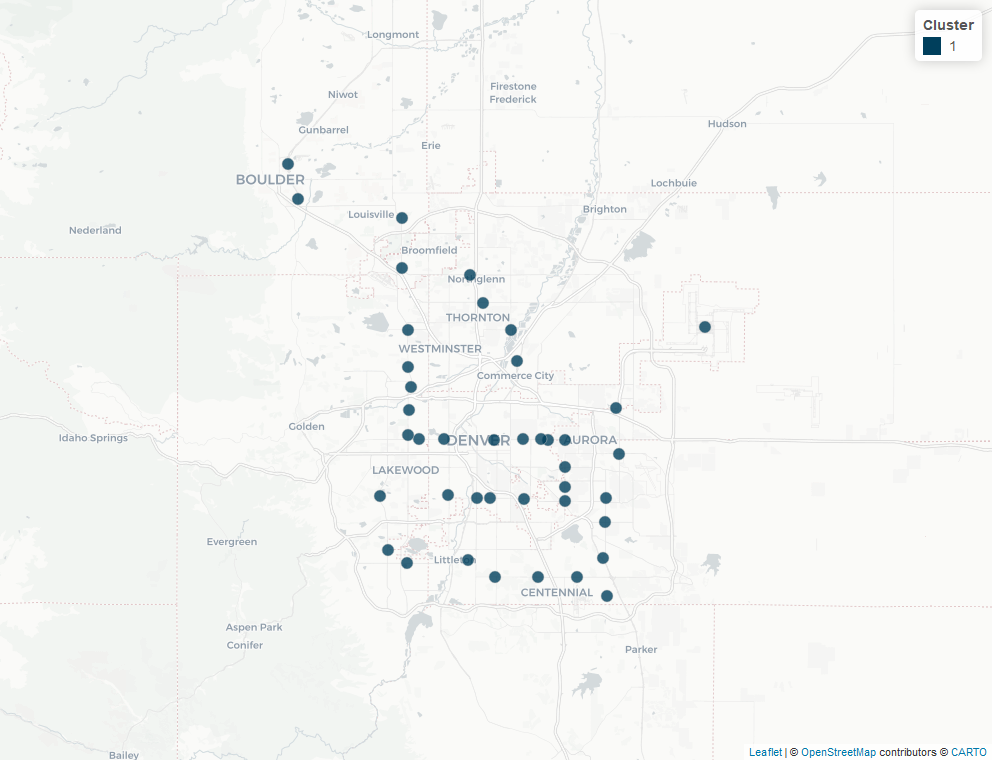 Cluster
1
Longmont
Firestone
Frederick
Niwot
Hudson
Gunbarrel
Erie
BOULDER
Lochbuie
Louisville
Brighton
Nederland
Broomfield
Northglenn
THORNTON
WESTMINSTER
Commerce City
Golden
Idaho Springs
DENVER
AURORA
LAKEWOOD
Evergreen
Littleton
CENTENNIAL
Aspen Park
Conifer
Parker
Bailey
Leaflet | © OpenStreetMap contributors © CARTO